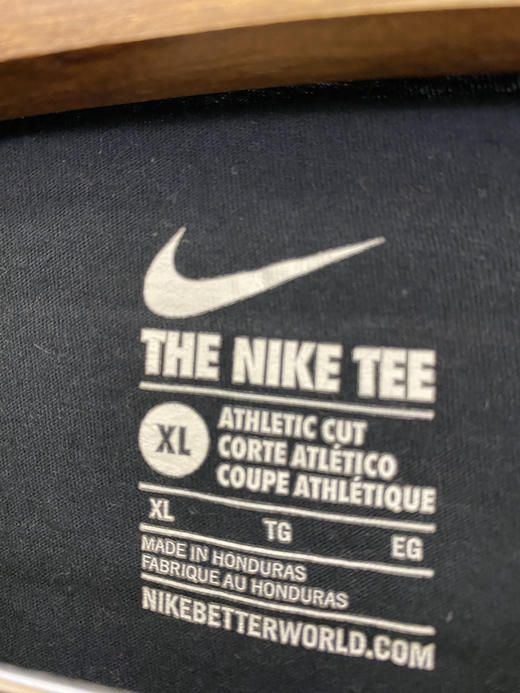 THE NIKE TEE
XL
ATHLETIC CUT
CORTE ATLÉTICO
COUPE ATHLÉTIQUE
XL TG EG
MADE IN HONDURAS
FABRIQUE AU HONDURAS
NIKEBETTERWORLD.COM